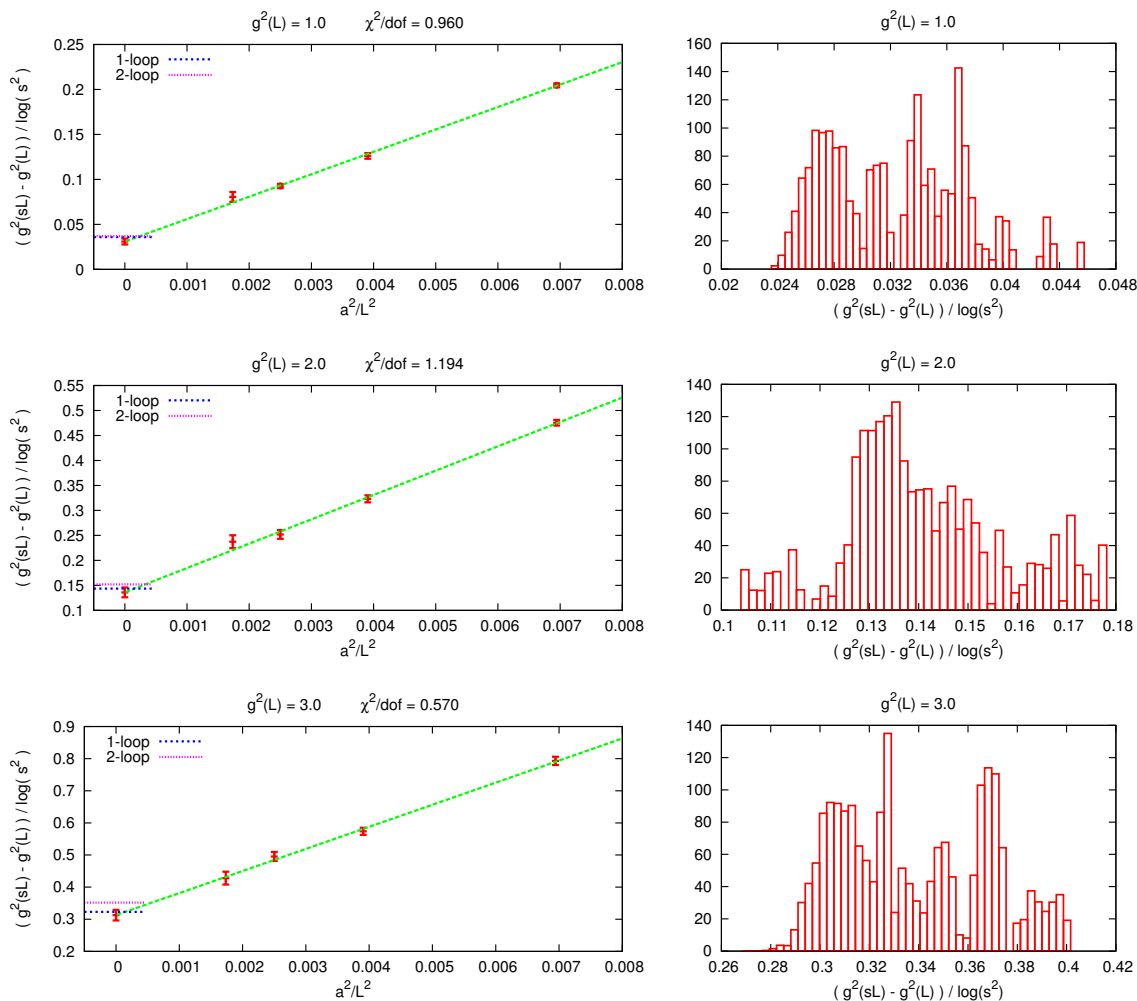 g²(L) = 1.0 χ²/dof = 0.960
1-loop
2-loop
( g²(sL) - g²(L) ) / log( s² )
0.25
0.2
0.15
0.1
0.05
0
0 0.001 0.002 0.003 0.004 0.005 0.006 0.007 0.008
a²/L²
g²(L) = 1.0
160
140
120
100
80
60
40
20
0
0.02 0.024 0.028 0.032 0.036 0.04 0.044 0.048
( g²(sL) - g²(L) ) / log(s²)
g²(L) = 2.0 χ²/dof = 1.194
1-loop
2-loop
( g²(sL) - g²(L) ) / log( s² )
0.55
0.5
0.45
0.4
0.35
0.3
0.25
0.2
0.15
0.1
0 0.001 0.002 0.003 0.004 0.005 0.006 0.007 0.008
a²/L²
g²(L) = 2.0
140
120
100
80
60
40
20
0
0.1 0.11 0.12 0.13 0.14 0.15 0.16 0.17 0.18
( g²(sL) - g²(L) ) / log(s²)
g²(L) = 3.0 χ²/dof = 0.570
1-loop
2-loop
( g²(sL) - g²(L) ) / log( s² )
0.9
0.8
0.7
0.6
0.5
0.4
0.3
0.2
0 0.001 0.002 0.003 0.004 0.005 0.006 0.007 0.008
a²/L²
g²(L) = 3.0
140
120
100
80
60
40
20
0
0.26 0.28 0.3 0.32 0.34 0.36 0.38 0.4 0.42
( g²(sL) - g²(L) ) / log(s²)